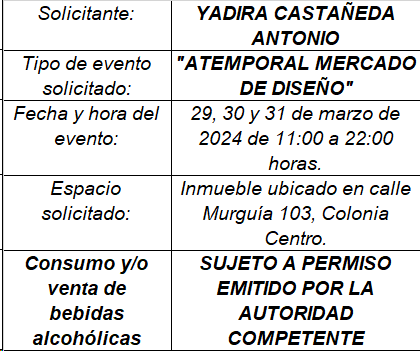 Solicitante: YADIRA CASTAÑEDA
ANTONIO
Tipo de evento "ATEMPORAL MERCADO
solicitado: DE DISEÑO"
Fecha y hora del 29, 30 y 31 de marzo de
evento: 2024 de 11:00 a 22:00
horas.
Espacio Inmueble ubicado en calle
solicitado: Murguía 103, Colonia
Centro.
Consumo y/o SUJETO A PERMISO
venta de EMITIDO POR LA
bebidas AUTORIDAD
alcohólicas COMPETENTE